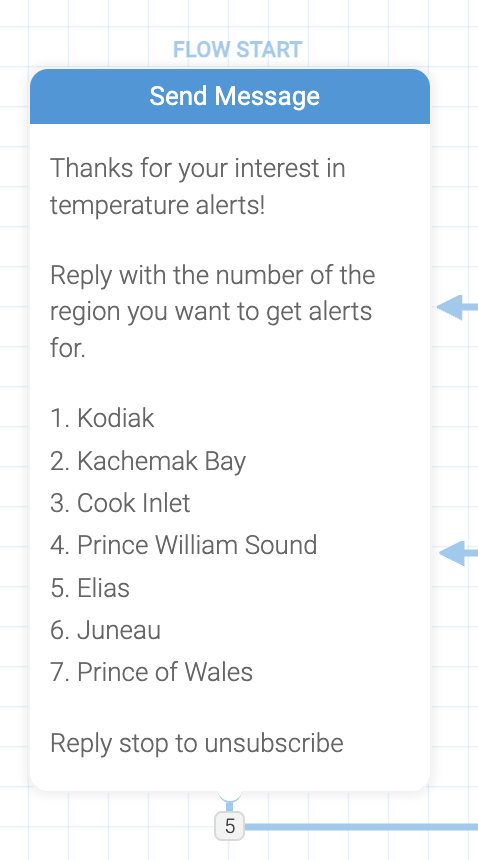 FLOW START
Send Message
Thanks for your interest in
temperature alerts!
Reply with the number of the
region you want to get alerts
for.
1. Kodiak
2. Kachemak Bay
3. Cook Inlet
4. Prince William Sound
5. Elias
6. Juneau
7. Prince of Wales
Reply stop to unsubscribe
5